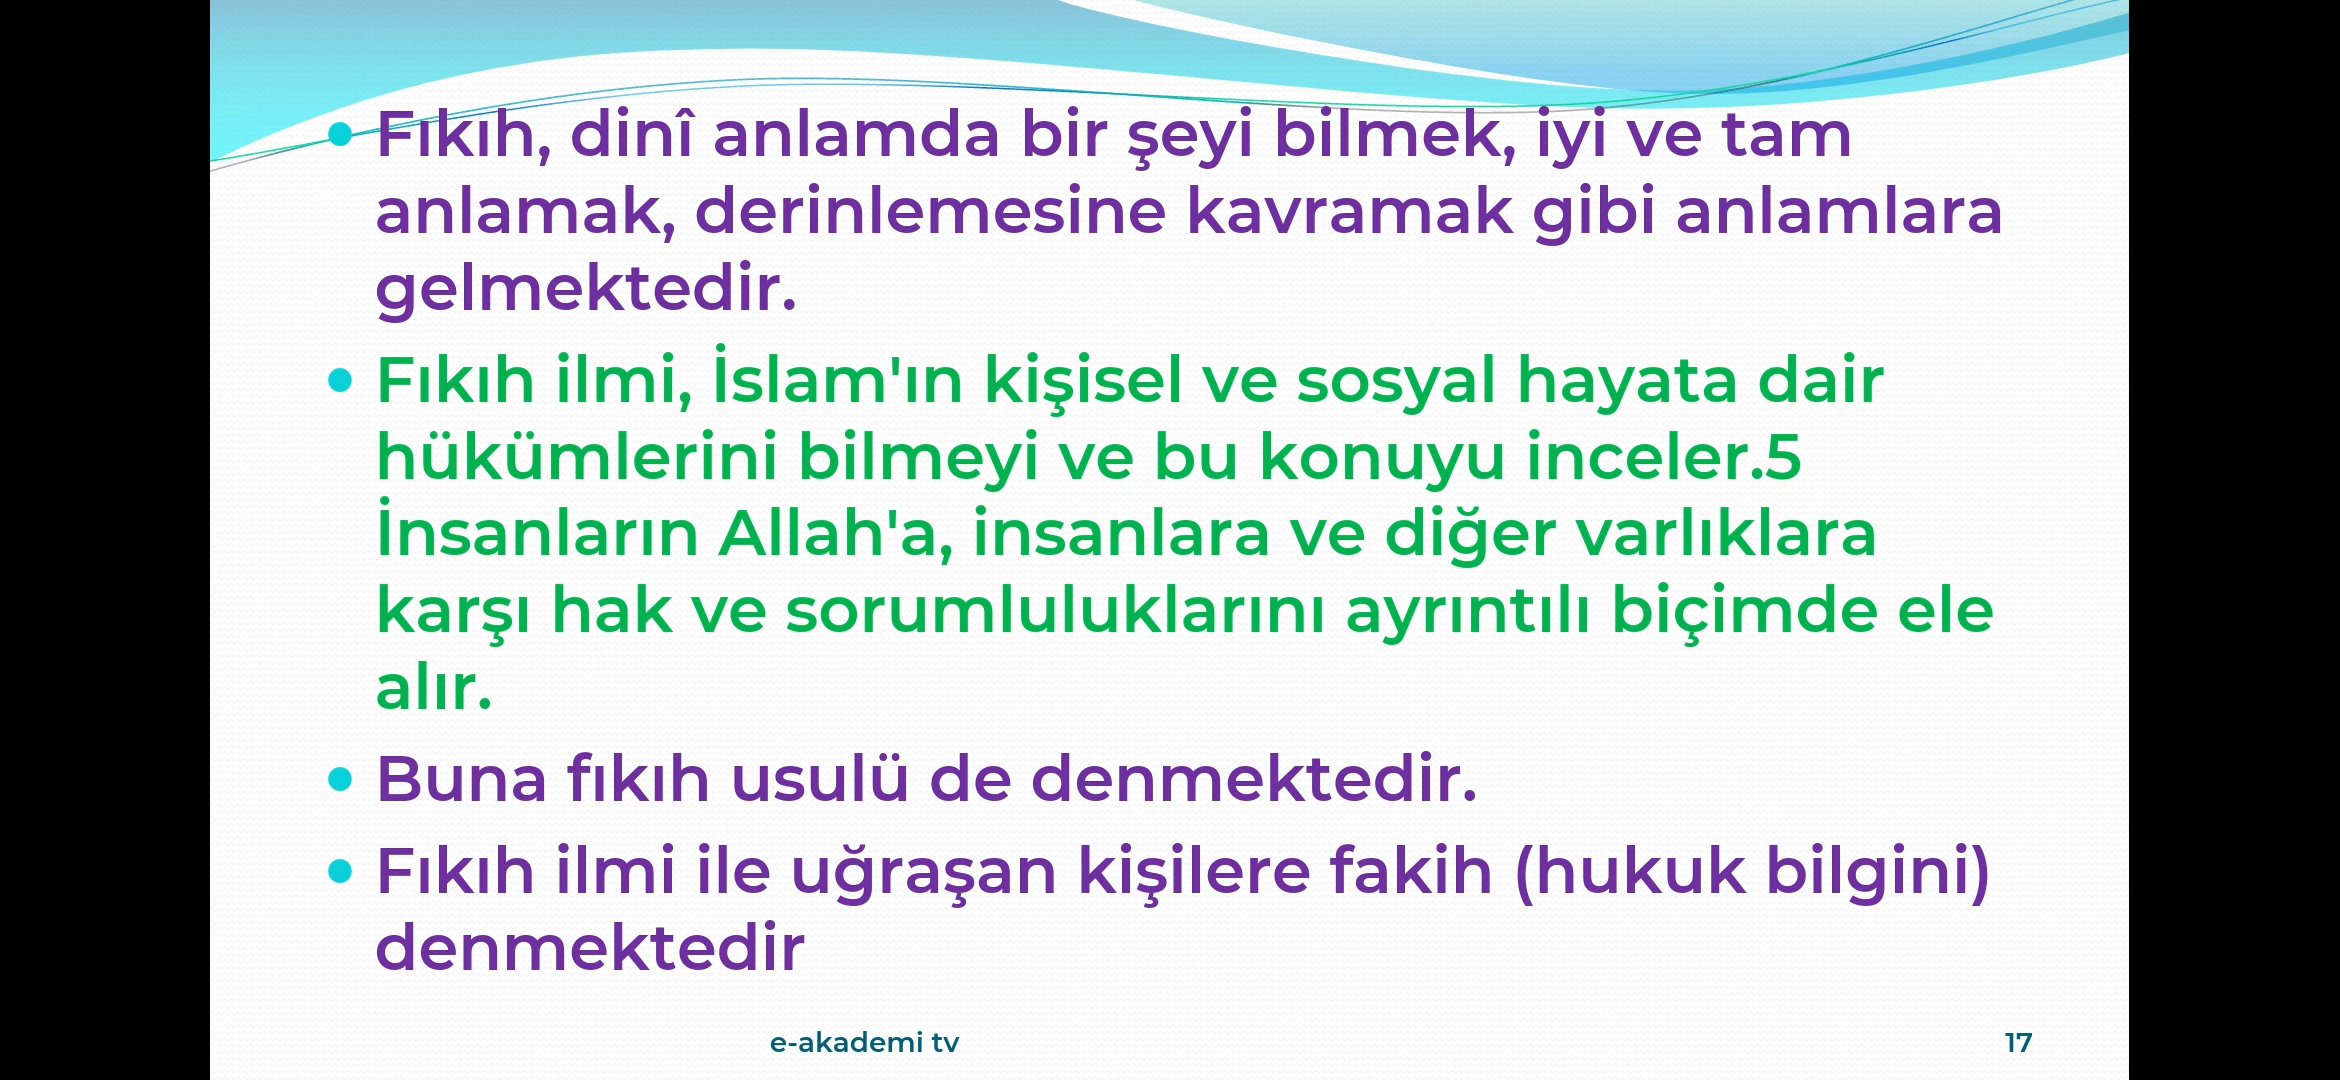 Fıkıh, dinî anlamda bir şeyi bilmek, iyi ve tam
anlamak, derinlemesine kavramak gibi anlamlara
gelmektedir.
Fıkıh ilmi, İslam'ın kişisel ve sosyal hayata dair
hükümlerini bilmeyi ve bu konuyu inceler.5
İnsanların Allah'a, insanlara ve diğer varlıklara
karşı hak ve sorumluluklarını ayrıntılı biçimde ele
alır.
Buna fıkıh usulü de denmektedir.
Fıkıh ilmi ile uğraşan kişilere fakih (hukuk bilgini)
denmektedir
e-akademi tv
17